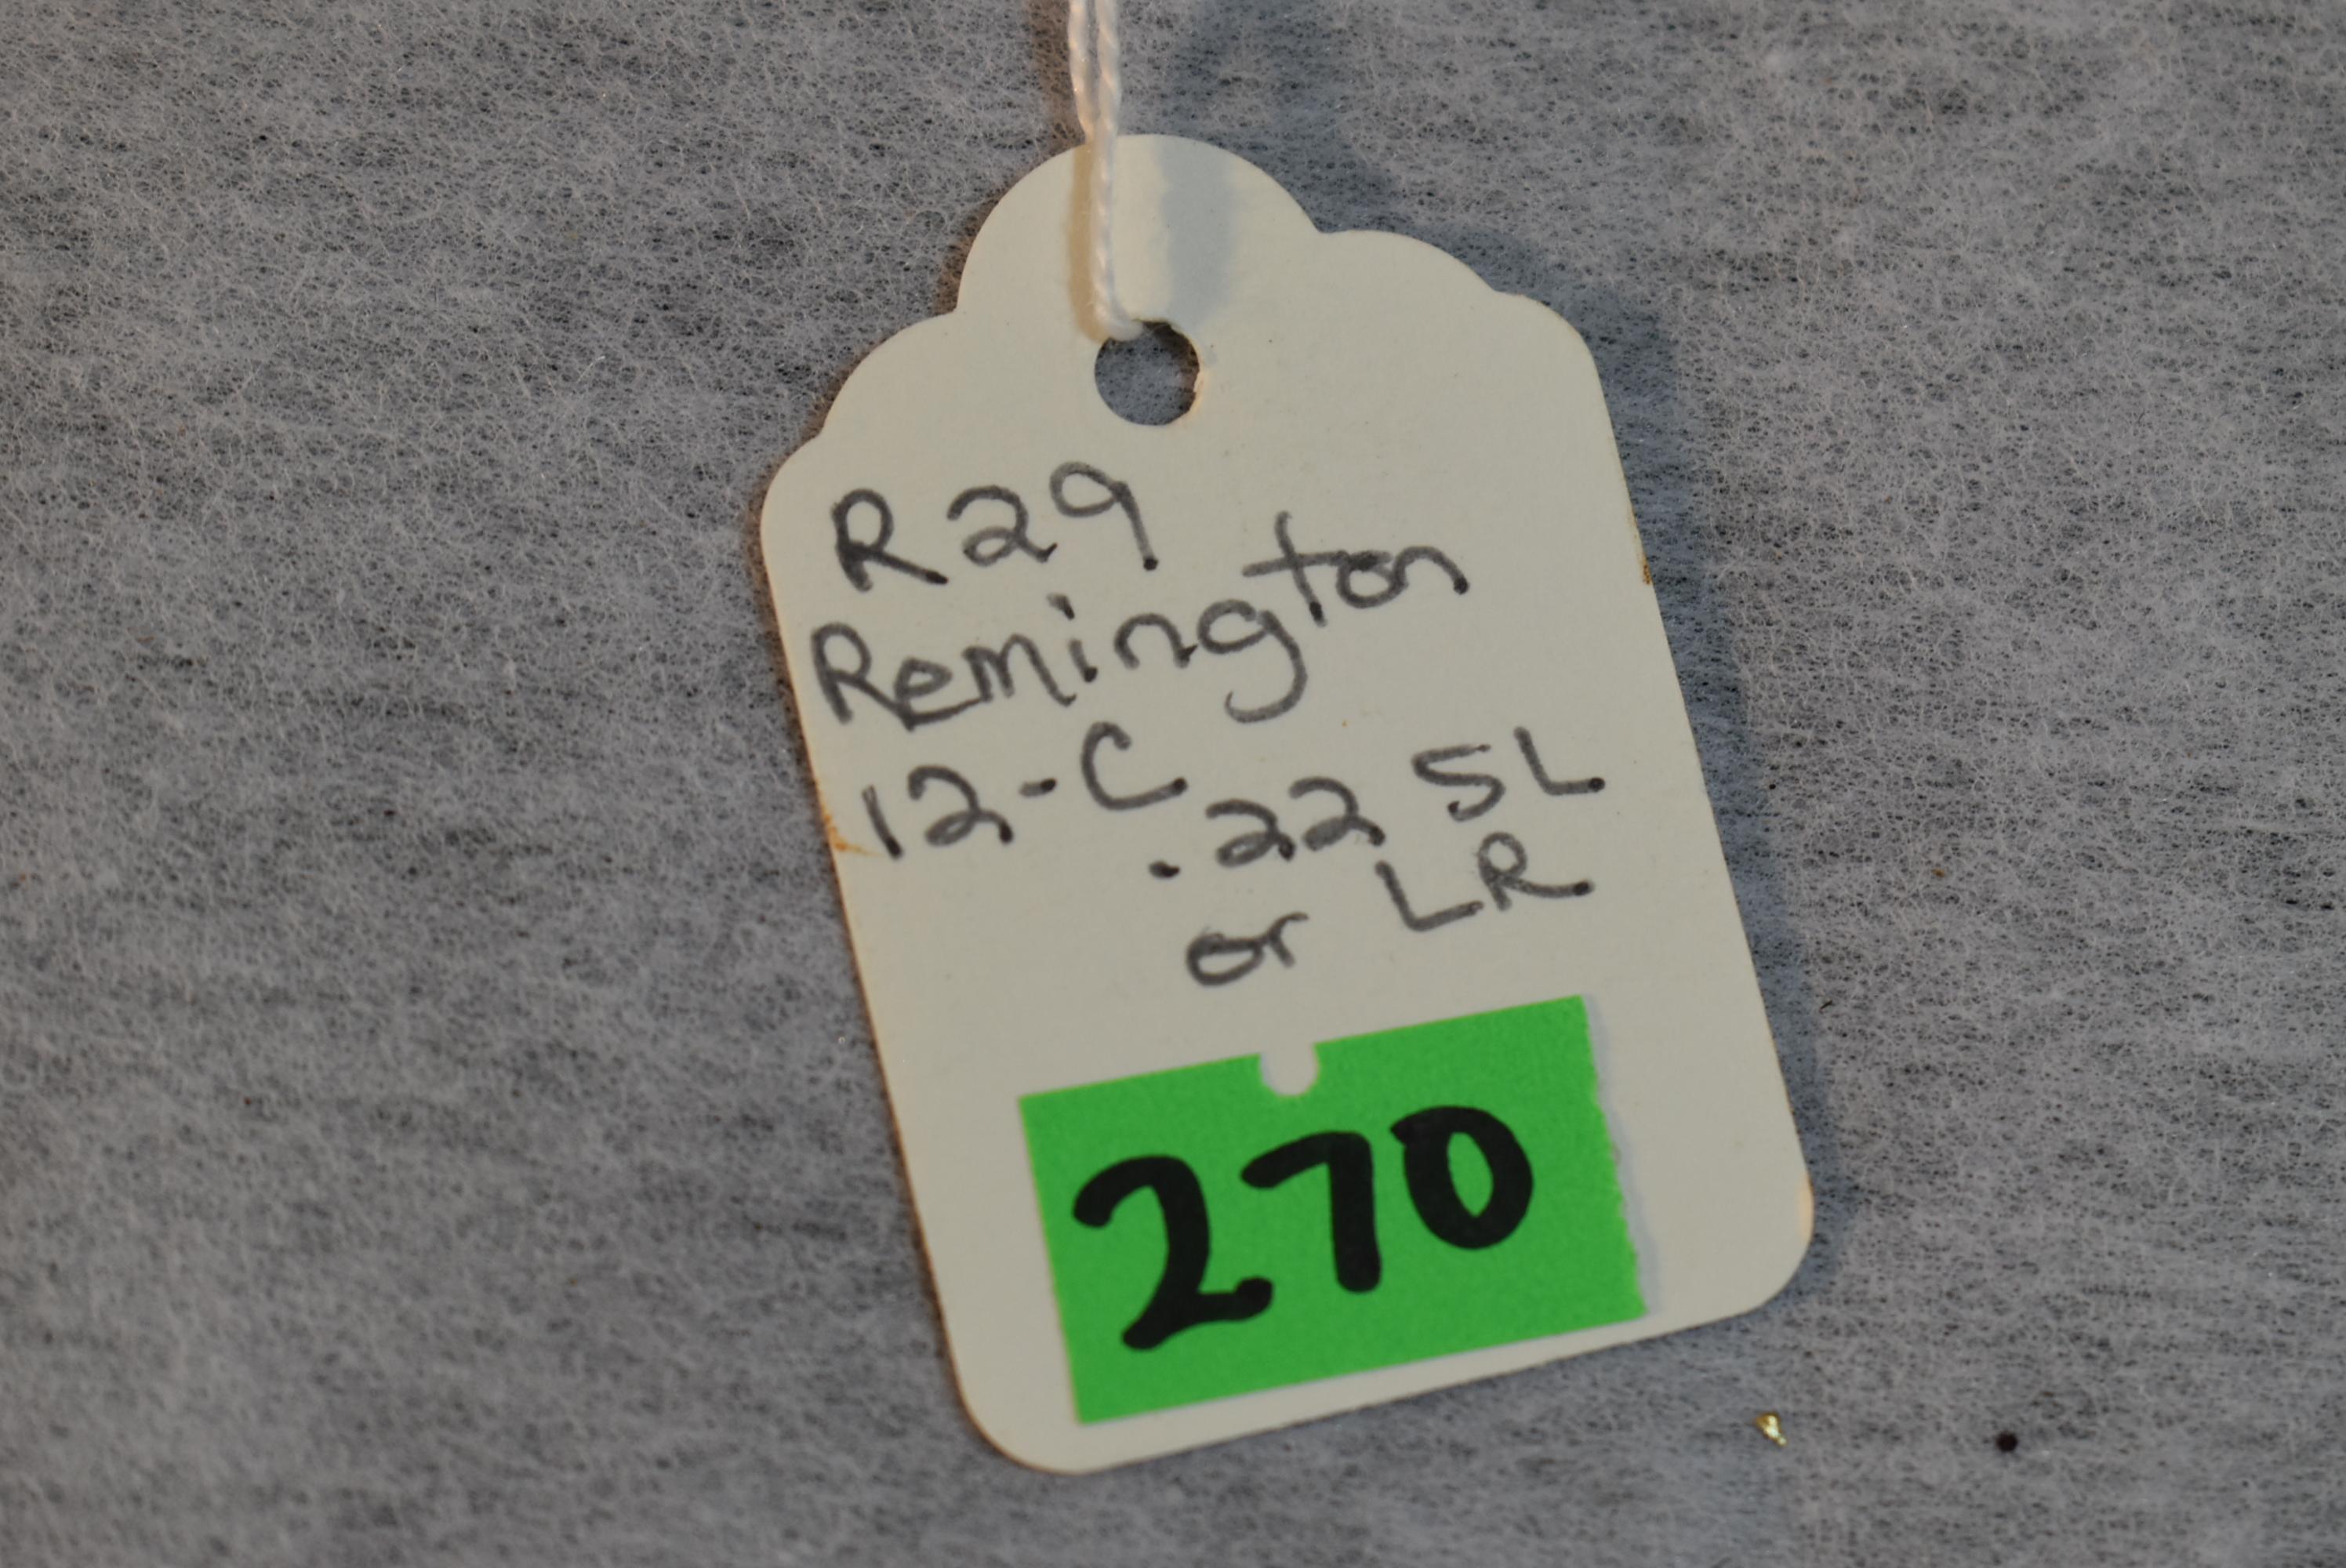 R29
Remington
12-C
.22 SL
or LR
270